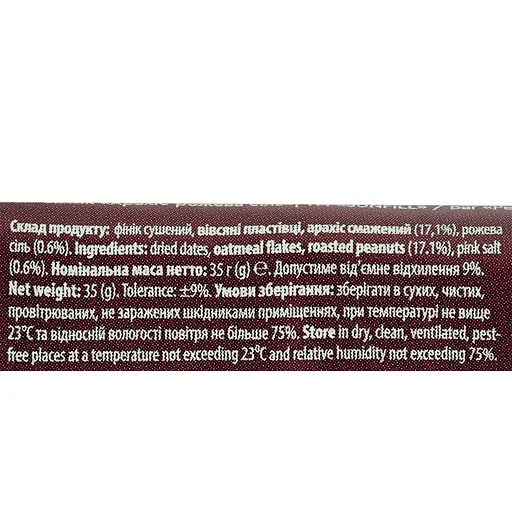 Склад продукту: фінік сушений, вівсяні пластівці, арахіс смажений (17,1%), рожева
сіль (0.6%). Ingredients: dried dates, oatmeal flakes, roasted peanuts (17.1%), pink salt
(0.6%). Номінальна маса нетто: 35 г (g) ℮. Допустиме від'ємне відхилення 9%.
Net weight: 35 (g). Tolerance: ±9%. Умови зберігання: зберігати в сухих, чистих,
провітрюваних, не заражених шкідниками приміщеннях, при температурі не вище
23°C та відносній вологості повітря не більше 75%. Store in dry, clean, ventilated, pest-
free places at a temperature not exceeding 23°C and relative humidity not exceeding 75%.